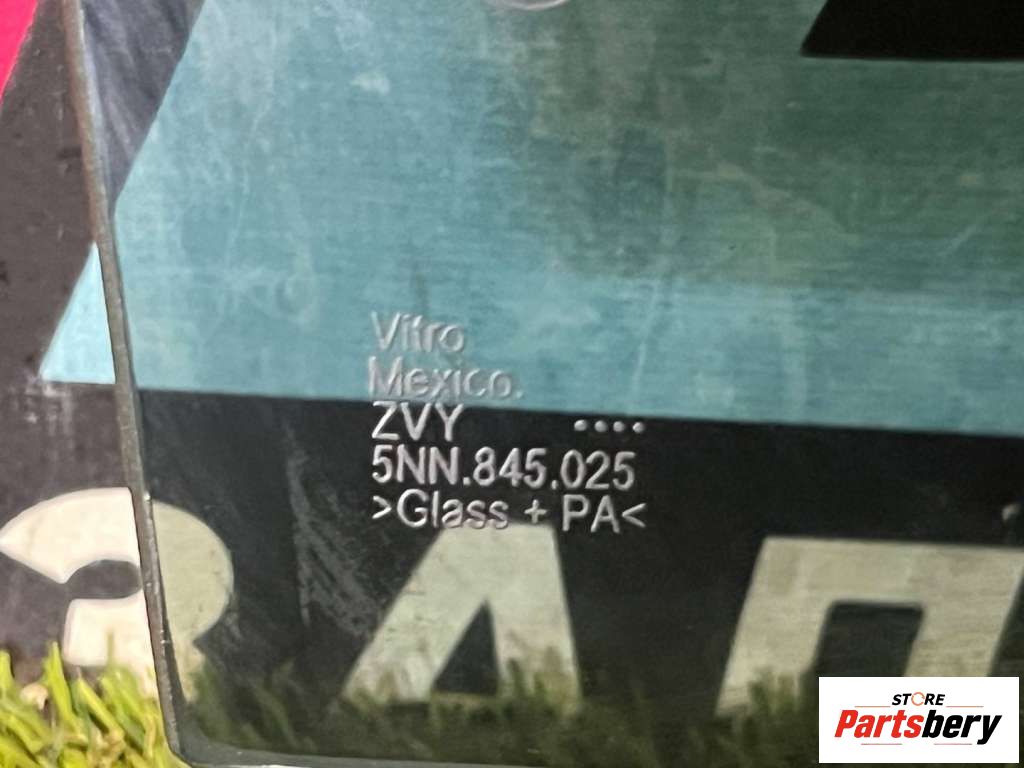 Vitro
Mexico.
ZVY ....
5NN.845.025
>Glass + PA<
STORE
Partsbery